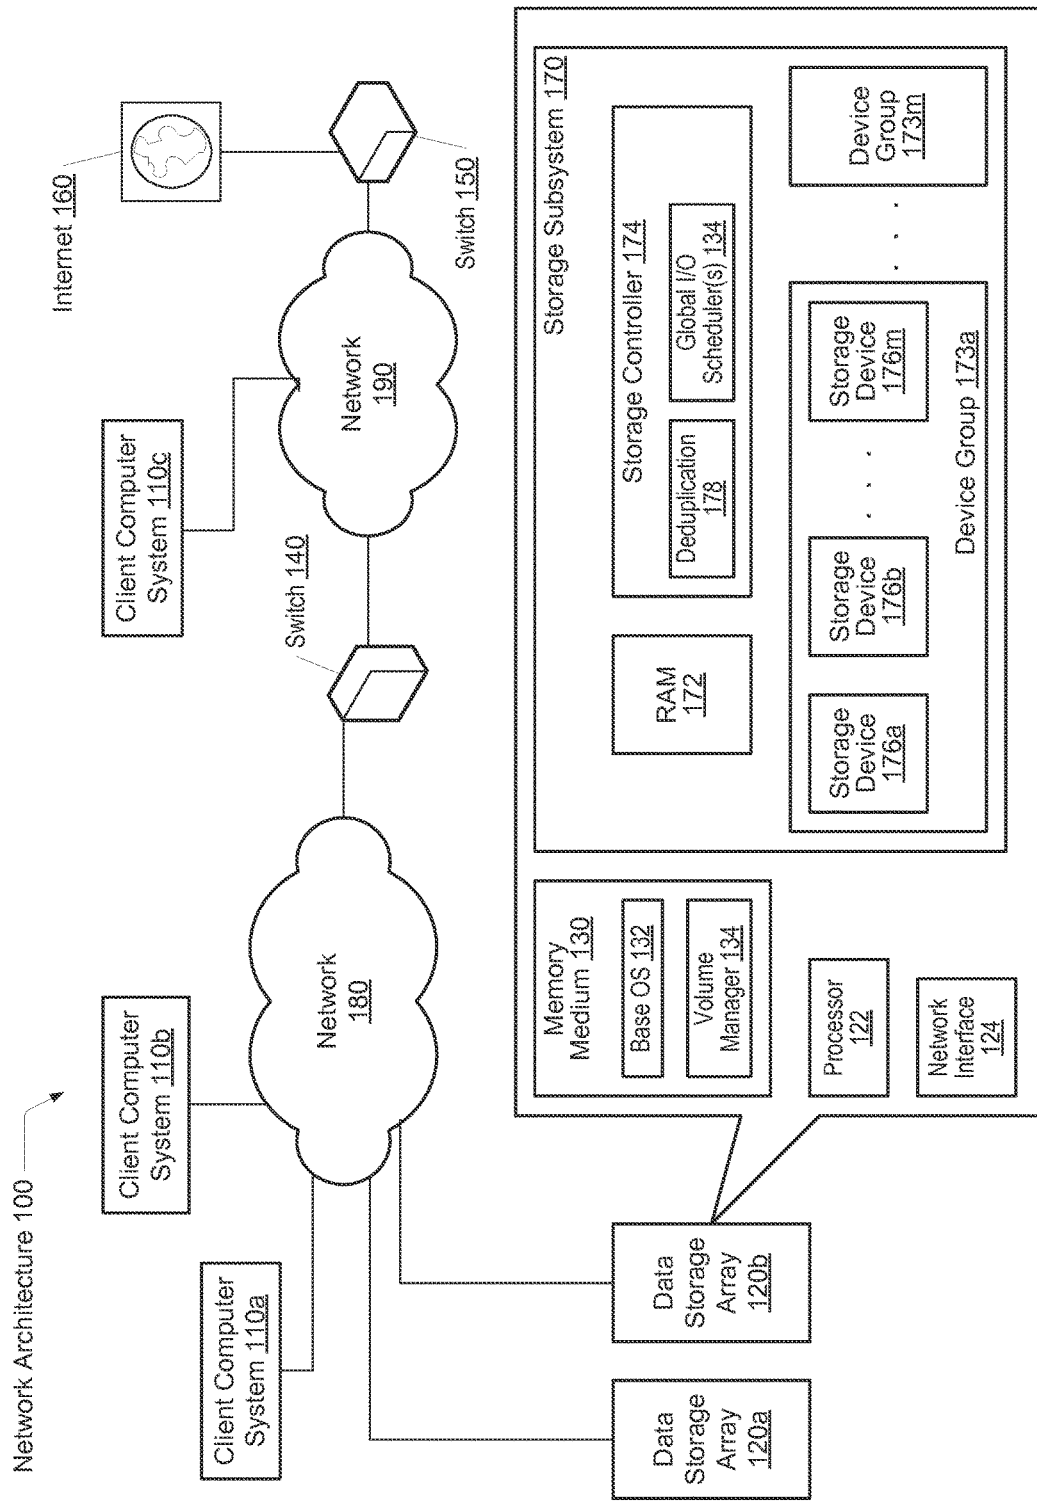 Network Architecture 100
Client Computer
System 110a
Client Computer
System 110b
Client Computer
System 110c
Internet 160
Network
180
Switch 140
Network
190
Switch 150
Data
Storage
Array
120a
Data
Storage
Array
120b
Memory
Medium 130
Base OS 132
Volume
Manager 134
Processor
122
Network
Interface
124
Storage Subsystem 170
RAM
172
Storage Controller 174
Deduplication
178
Global I/O
Scheduler(s) 134
Storage
Device
176a
Storage
Device
176b
. . .
Storage
Device
176m
Device Group 173a
. . .
Device
Group
173m